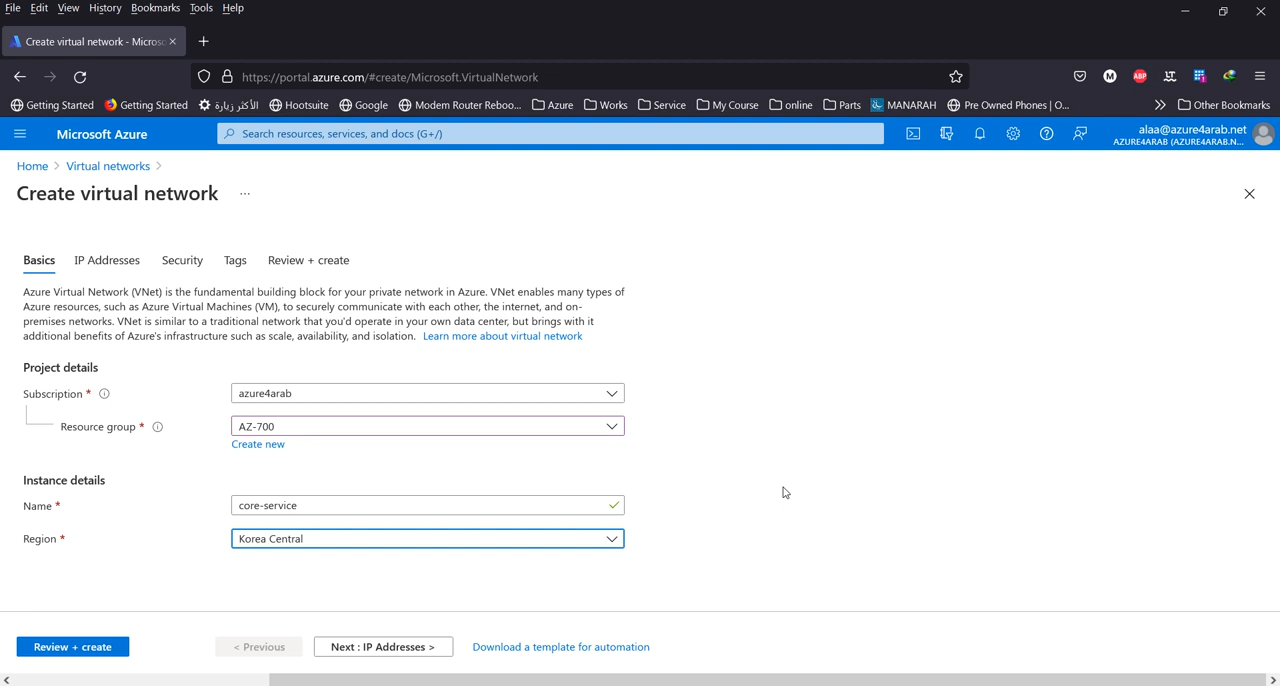 File Edit View History Bookmarks Tools Help
Create virtual network - Microso
https://portal.azure.com/#create/Microsoft.VirtualNetwork
M ABP
Getting Started Getting Started الأكثر زيارة Hootsuite Google Modem Router Reboo... Azure Works Service My Course online Parts MANARAH Pre Owned Phones | O... Other Bookmarks
Microsoft Azure
Search resources, services, and docs (G+/)
alaa@azure4arab.net
AZURE4ARAB (AZURE4ARAB.N...
Home > Virtual networks >
Create virtual network ...
Basics IP Addresses Security Tags Review + create
Azure Virtual Network (VNet) is the fundamental building block for your private network in Azure. VNet enables many types of
Azure resources, such as Azure Virtual Machines (VM), to securely communicate with each other, the internet, and on-
premises networks. VNet is similar to a traditional network that you'd operate in your own data center, but brings with it
additional benefits of Azure's infrastructure such as scale, availability, and isolation. Learn more about virtual network
Project details
Subscription * azure4arab
Resource group * AZ-700
Create new
Instance details
Name * core-service
Region * Korea Central
Review + create < Previous Next : IP Addresses > Download a template for automation